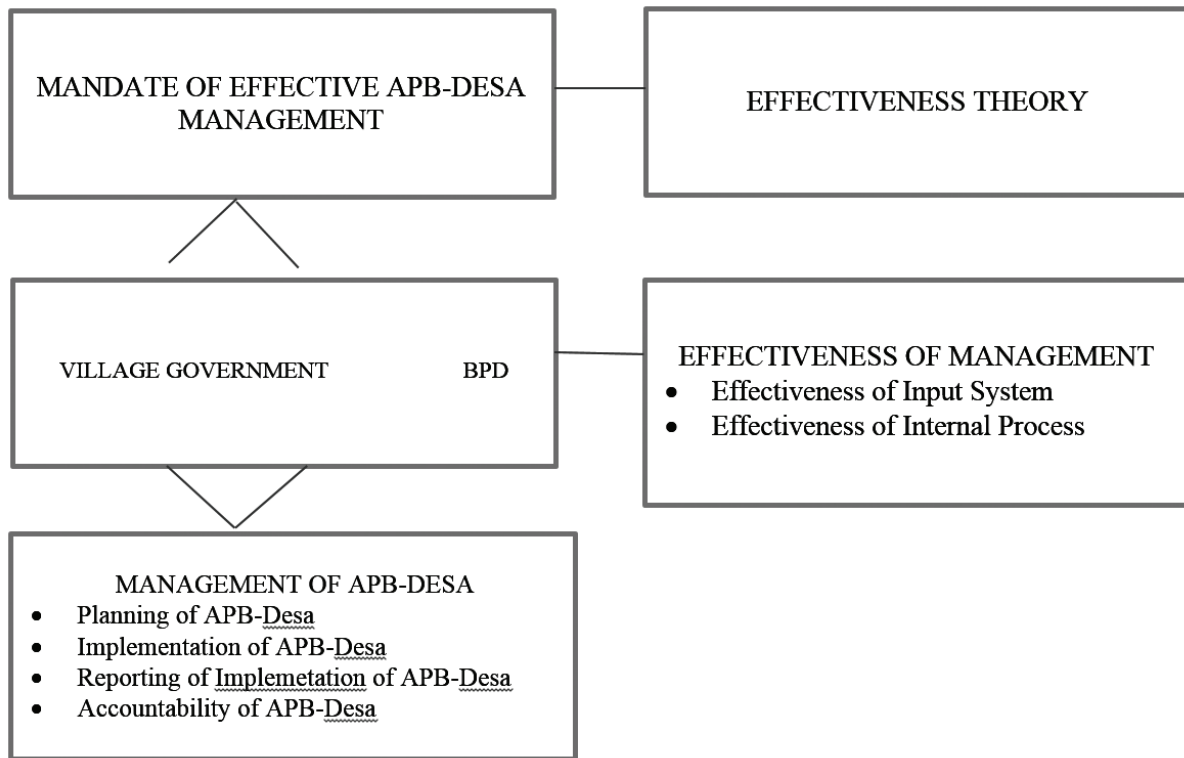 MANDATE OF EFFECTIVE APB-DESA
MANAGEMENT
EFFECTIVENESS THEORY
VILLAGE GOVERNMENT BPD
EFFECTIVENESS OF MANAGEMENT
• Effectiveness of Input System
• Effectiveness of Internal Process
MANAGEMENT OF APB-DESA
• Planning of APB-Desa
• Implementation of APB-Desa
• Reporting of Implemetation of APB-Desa
• Accountability of APB-Desa